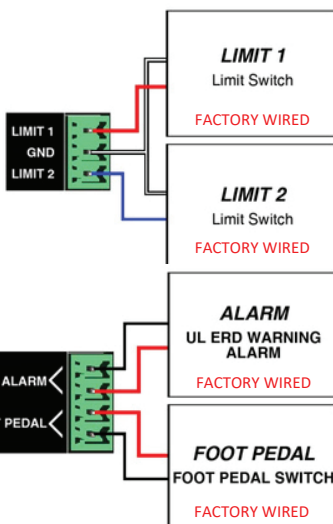 LIMIT 1
Limit Switch
FACTORY WIRED
LIMIT 1
GND
LIMIT 2
LIMIT 2
Limit Switch
FACTORY WIRED
ALARM
UL ERD WARNING
ALARM
FACTORY WIRED
ALARM
PEDAL
FOOT PEDAL
FOOT PEDAL SWITCH
FACTORY WIRED